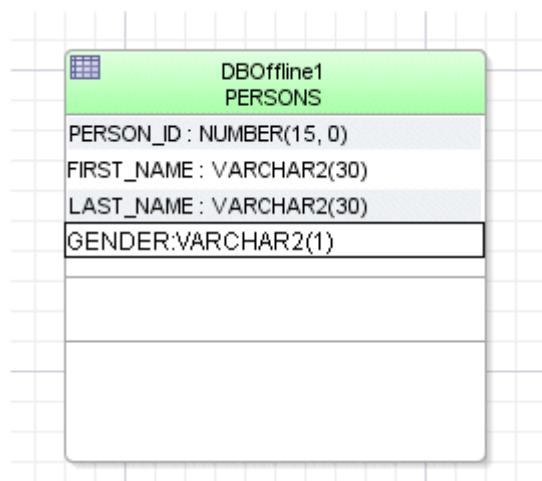 DBOffline1
PERSONS
PERSON_ID : NUMBER(15, 0)
FIRST_NAME : VARCHAR2(30)
LAST_NAME : VARCHAR2(30)
GENDER:VARCHAR2(1)